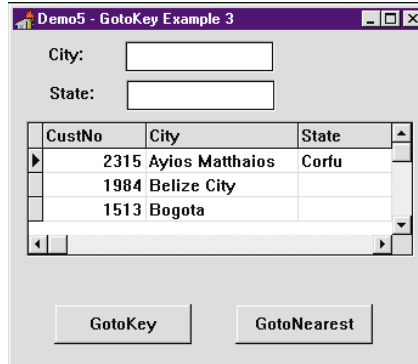 Demo5 - GotoKey Example 3
City:
State:
CustNo City State
2315 Ayios Matthaios Corfu
1984 Belize City
1513 Bogota
GotoKey GotoNearest